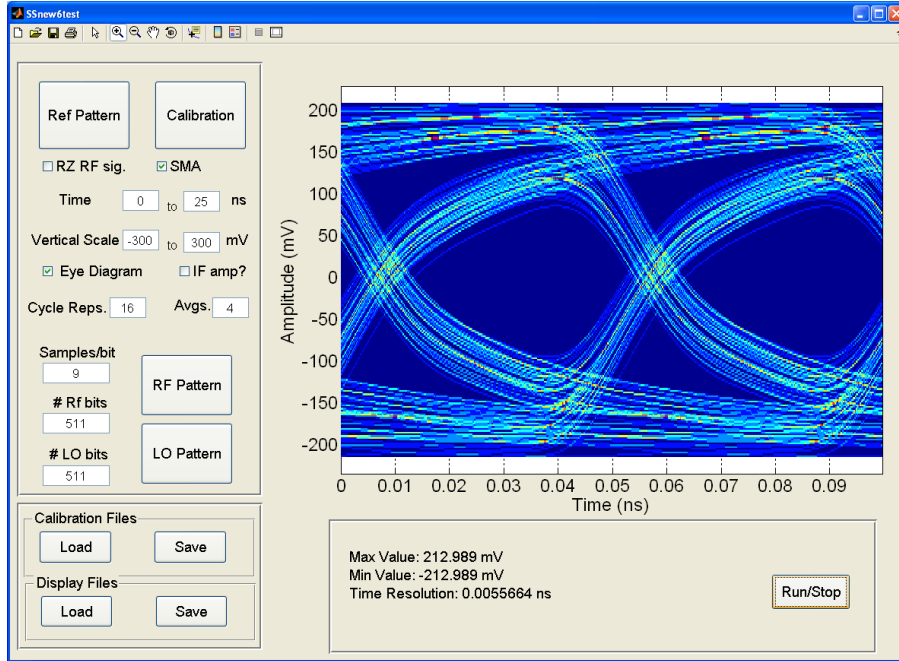 SSnew6test
Ref Pattern
Calibration
RZ RF sig.
SMA
Time 0 to 25 ns
Vertical Scale -300 to 300 mV
Eye Diagram
IF amp?
Cycle Reps. 16 Avgs. 4
Samples/bit
9
# Rf bits
511
# LO bits
511
RF Pattern
LO Pattern
Calibration Files
Load
Save
Display Files
Load
Save
Amplitude (mV)
200
150
100
50
0
-50
-100
-150
-200
0 0.01 0.02 0.03 0.04 0.05 0.06 0.07 0.08 0.09
Time (ns)
Max Value: 212.989 mV
Min Value: -212.989 mV
Time Resolution: 0.0055664 ns
Run/Stop